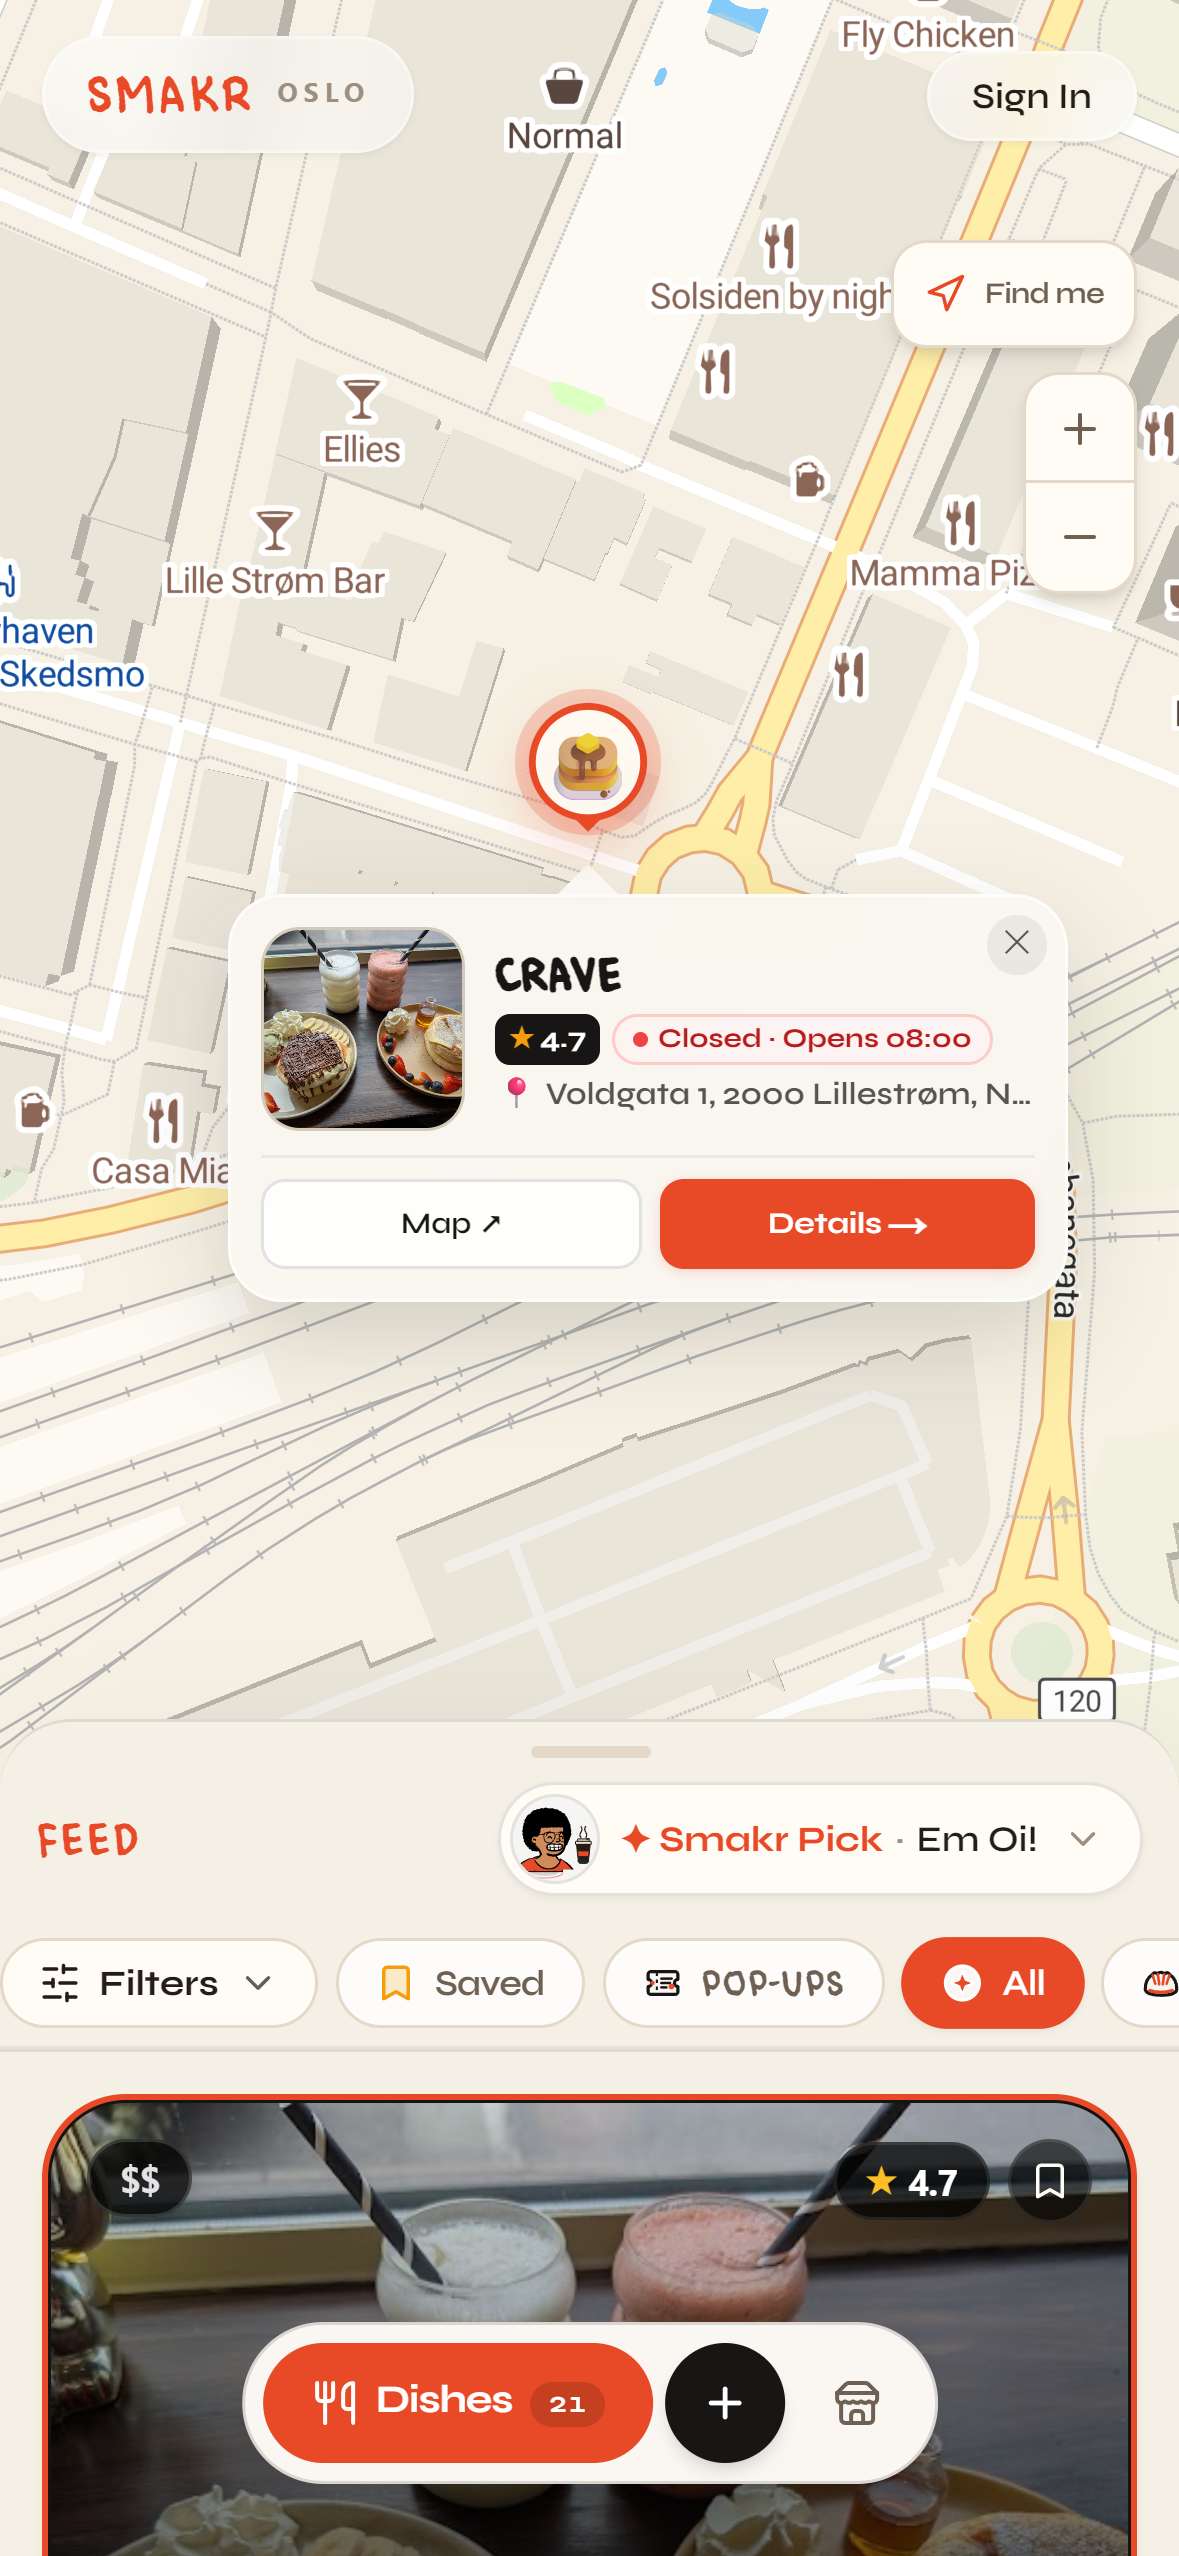 Fly Chicken
SMAKR OSLO
Normal
Sign In
Solsiden by nigh
Find me
Ellies
+
Lille Strøm Bar
−
Mamma Piz
haven
Skedsmo
CRAVE
★ 4.7
Closed · Opens 08:00
Voldgata 1, 2000 Lillestrøm, N...
Casa Mia
Map ↗
Details →
120
FEED
Smakr Pick · Em Oi!
Filters
Saved
POP-UPS
All
$$
★ 4.7
Dishes 21
+